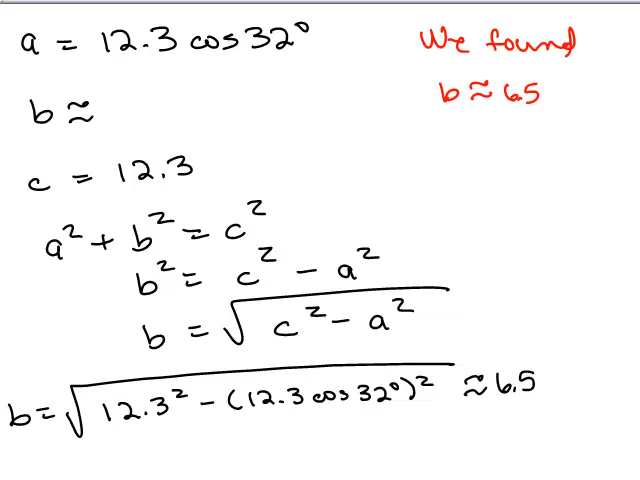 a = 12.3 cos 32°
We found
b ≈ 6.5
b ≈
c = 12.3
a² + b² = c²
b² = c² - a²
b = √(c² - a²)
b = √(12.3² - (12.3 cos 32°)²) ≈ 6.5